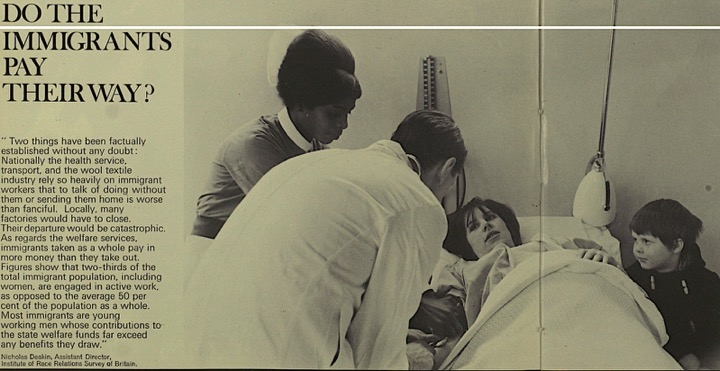 DO THE
IMMIGRANTS
PAY
THEIR WAY?
" Two things have been factually
established without any doubt:
Nationally the health service,
transport, and the wool textile
industry rely so heavily on immigrant
workers that to talk of doing without
them or sending them home is worse
than fanciful. Locally, many
factories would have to close.
Their departure would be catastrophic.
As regards the welfare services,
immigrants taken as a whole pay in
more money than they take out.
Figures show that two-thirds of the
total immigrant population, including
women, are engaged in active work,
as opposed to the average 50 per
cent of the population as a whole.
Most immigrants are young
working men whose contributions to
the state welfare funds far exceed
any benefits they draw."
Nicholas Deakin, Assistant Director,
Institute of Race Relations Survey of Britain.